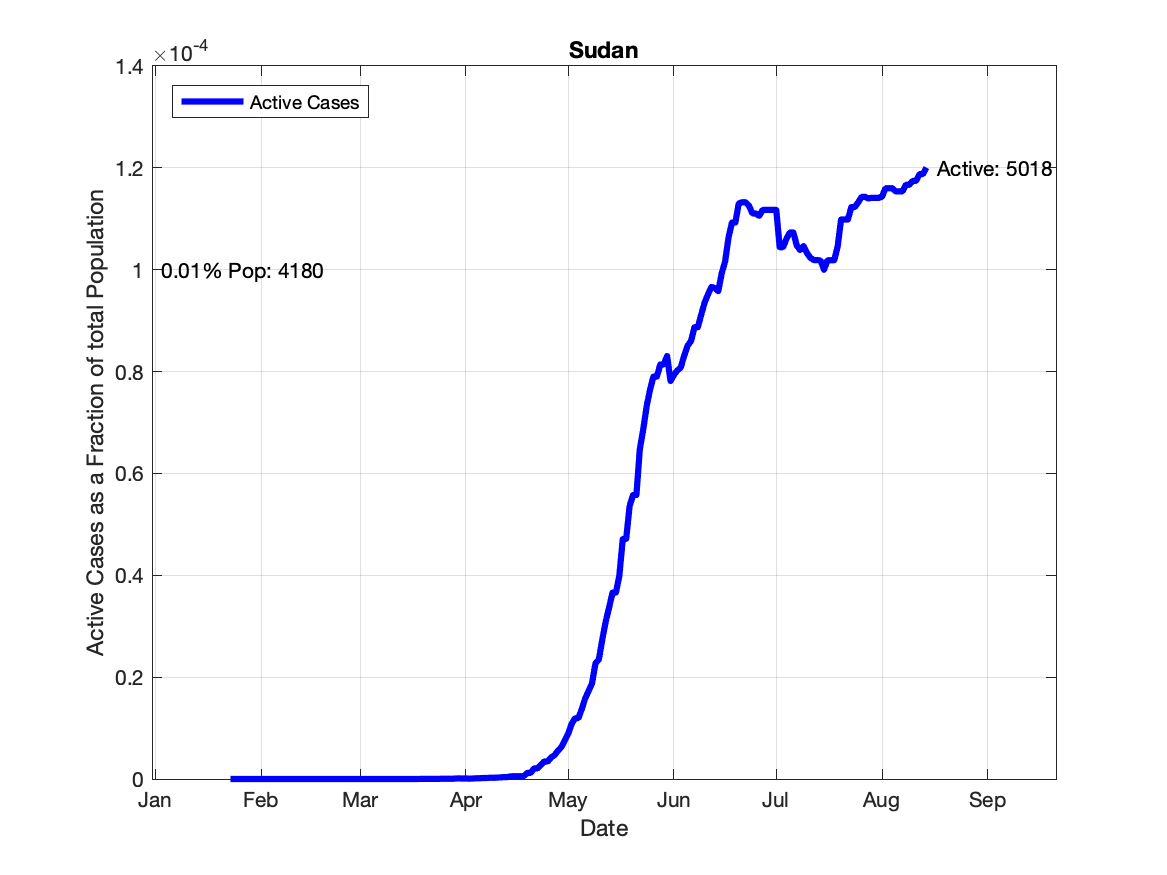 Sudan
×10-4
1.4
1.2
1
0.8
0.6
0.4
0.2
0
Active Cases
Active: 5018
0.01% Pop: 4180
Active Cases as a Fraction of total Population
Jan Feb Mar Apr May Jun Jul Aug Sep
Date